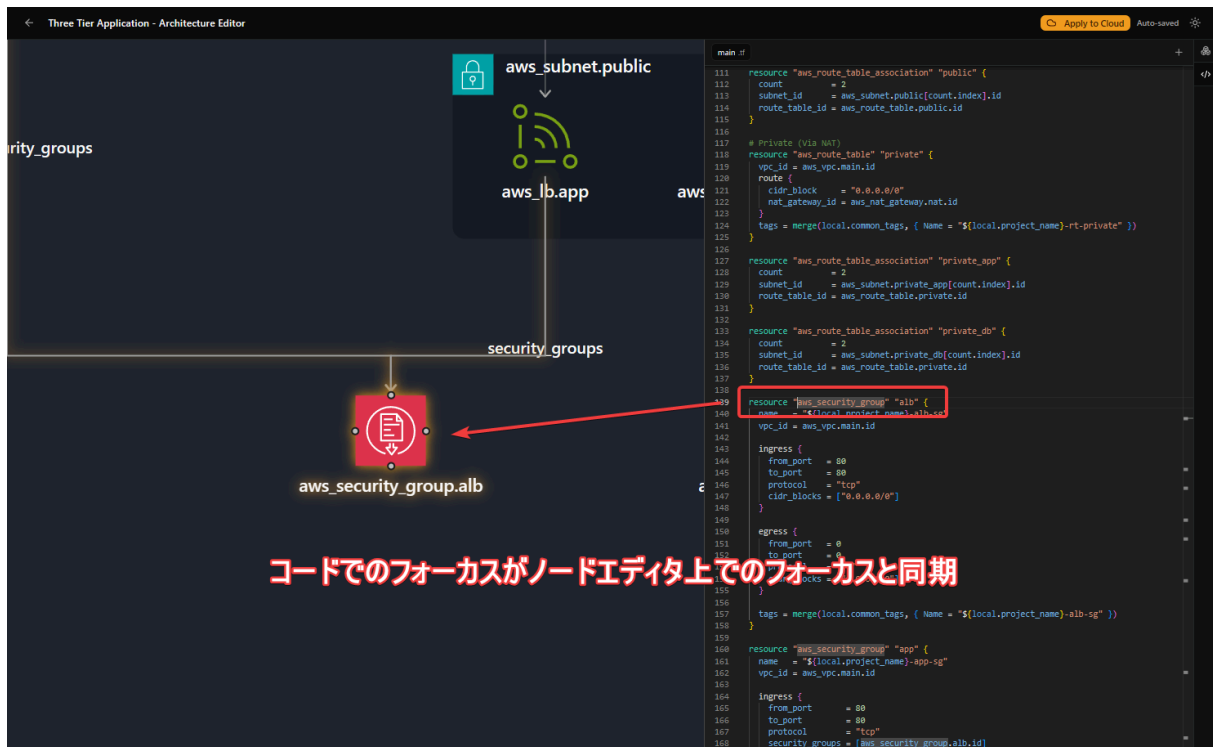 ← Three Tier Application - Architecture Editor
Apply to Cloud Auto-saved
aws_subnet.public
aws_lb.app
aws
rity_groups
security_groups
aws_security_group.alb
コードでのフォーカスがノードエディタ上でのフォーカスと同期
main .tf
+
</>
111 resource "aws_route_table_association" "public" {
112 count = 2
113 subnet_id = aws_subnet.public[count.index].id
114 route_table_id = aws_route_table.public.id
115 }
116
117 # Private (Via NAT)
118 resource "aws_route_table" "private" {
119 vpc_id = aws_vpc.main.id
120 route {
121 cidr_block = "0.0.0.0/0"
122 nat_gateway_id = aws_nat_gateway.nat.id
123 }
124 tags = merge(local.common_tags, { Name = "${local.project_name}-rt-private" })
125 }
126
127 resource "aws_route_table_association" "private_app" {
128 count = 2
129 subnet_id = aws_subnet.private_app[count.index].id
130 route_table_id = aws_route_table.private.id
131 }
132
133 resource "aws_route_table_association" "private_db" {
134 count = 2
135 subnet_id = aws_subnet.private_db[count.index].id
136 route_table_id = aws_route_table.private.id
137 }
138
139 resource "aws_security_group" "alb" {
140 name = "${local.project_name}-alb-sg"
141 vpc_id = aws_vpc.main.id
142
143 ingress {
144 from_port = 80
145 to_port = 80
146 protocol = "tcp"
147 cidr_blocks = ["0.0.0.0/0"]
148 }
149
150 egress {
151 from_port = 0
152 to_port = 0
155 }
156
157 tags = merge(local.common_tags, { Name = "${local.project_name}-alb-sg" })
158 }
159
160 resource "aws_security_group" "app" {
161 name = "${local.project_name}-app-sg"
162 vpc_id = aws_vpc.main.id
163
164 ingress {
165 from_port = 80
166 to_port = 80
167 protocol = "tcp"
168 security_groups = [aws_security_group.alb.id]